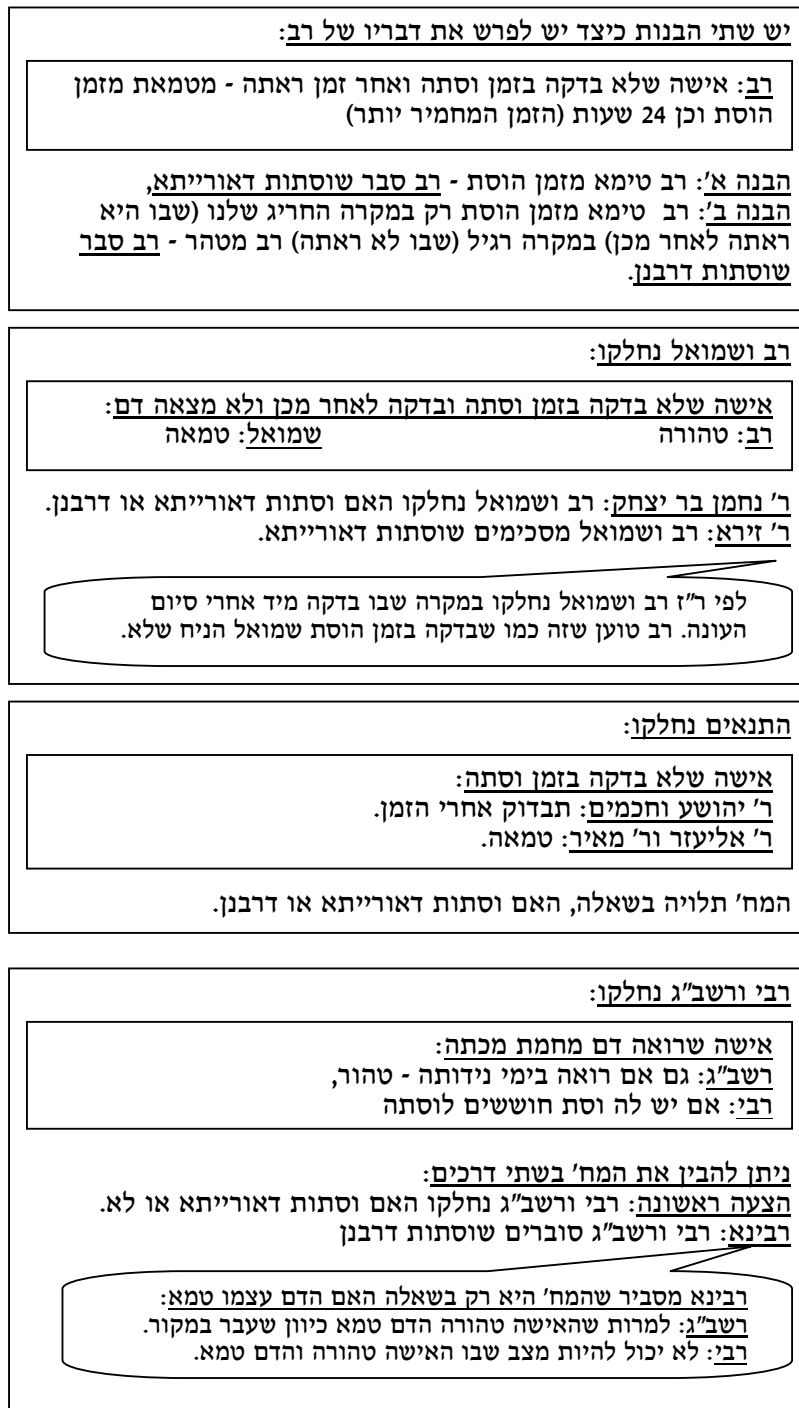 יש שתי הבנות כיצד יש לפרש את דבריו של רב:
רב: אישה שלא בדקה בזמן וסתה ואחר זמן ראתה - מטמאת מזמן
הוסת וכן 24 שעות (הזמן המחמיר יותר)
הבנה א': רב טימא מזמן הוסת - רב סבר שוסתות דאורייתא,
הבנה ב': רב טימא מזמן הוסת רק במקרה החריג שלנו (שבו היא
ראתה לאחר מכן) במקרה רגיל (שבו לא ראתה) רב מטהר - רב סבר
שוסתות דרבנן.
רב ושמואל נחלקו:
אישה שלא בדקה בזמן וסתה ובדקה לאחר מכן ולא מצאה דם:
רב: טהורה שמואל: טמאה
ר' נחמן בר יצחק: רב ושמואל נחלקו האם וסתות דאורייתא או דרבנן.
ר' זירא: רב ושמואל מסכימים שוסתות דאורייתא.
לפי ר"ז רב ושמואל נחלקו במקרה שבו בדקה מיד אחרי סיום
העונה. רב טוען שזה כמו שבדקה בזמן הוסת שמואל הניח שלא.
התנאים נחלקו:
אישה שלא בדקה בזמן וסתה:
ר' יהושע וחכמים: תבדוק אחרי הזמן.
ר' אליעזר ור' מאיר: טמאה.
המח' תלויה בשאלה, האם וסתות דאורייתא או דרבנן.
רבי ורשב"ג נחלקו:
אישה שרואה דם מחמת מכתה:
רשב"ג: גם אם רואה בימי נידותה - טהור,
רבי: אם יש לה וסת חוששים לוסתה
ניתן להבין את המח' בשתי דרכים:
הצעה ראשונה: רבי ורשב"ג נחלקו האם וסתות דאורייתא או לא.
רבינא: רבי ורשב"ג סוברים שוסתות דרבנן
רבינא מסביר שהמח' היא רק בשאלה האם הדם עצמו טמא:
רשב"ג: למרות שהאישה טהורה הדם טמא כיוון שעבר במקור.
רבי: לא יכול להיות מצב שבו האישה טהורה והדם טמא.